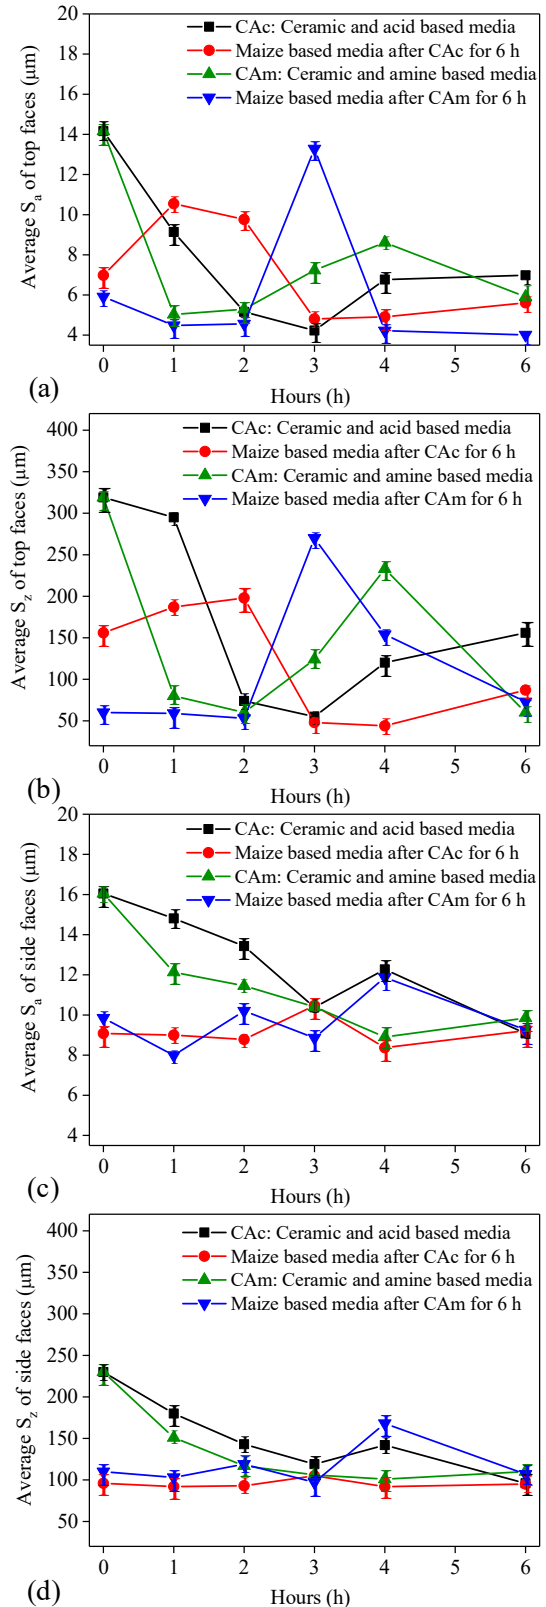 20
18
16
14
12
10
8
6
4
Average Sₐ of top faces (μm)
CAc: Ceramic and acid based media
Maize based media after CAc for 6 h
CAm: Ceramic and amine based media
Maize based media after CAm for 6 h
0 1 2 3 4 5 6
Hours (h)
(a)
400
350
300
250
200
150
100
50
Average S_z of top faces (μm)
CAc: Ceramic and acid based media
Maize based media after CAc for 6 h
CAm: Ceramic and amine based media
Maize based media after CAm for 6 h
0 1 2 3 4 5 6
Hours (h)
(b)
20
18
16
14
12
10
8
6
4
Average Sₐ of side faces (μm)
CAc: Ceramic and acid based media
Maize based media after CAc for 6 h
CAm: Ceramic and amine based media
Maize based media after CAm for 6 h
0 1 2 3 4 5 6
Hours (h)
(c)
400
350
300
250
200
150
100
50
Average S_z of side faces (μm)
CAc: Ceramic and acid based media
Maize based media after CAc for 6 h
CAm: Ceramic and amine based media
Maize based media after CAm for 6 h
0 1 2 3 4 5 6
Hours (h)
(d)